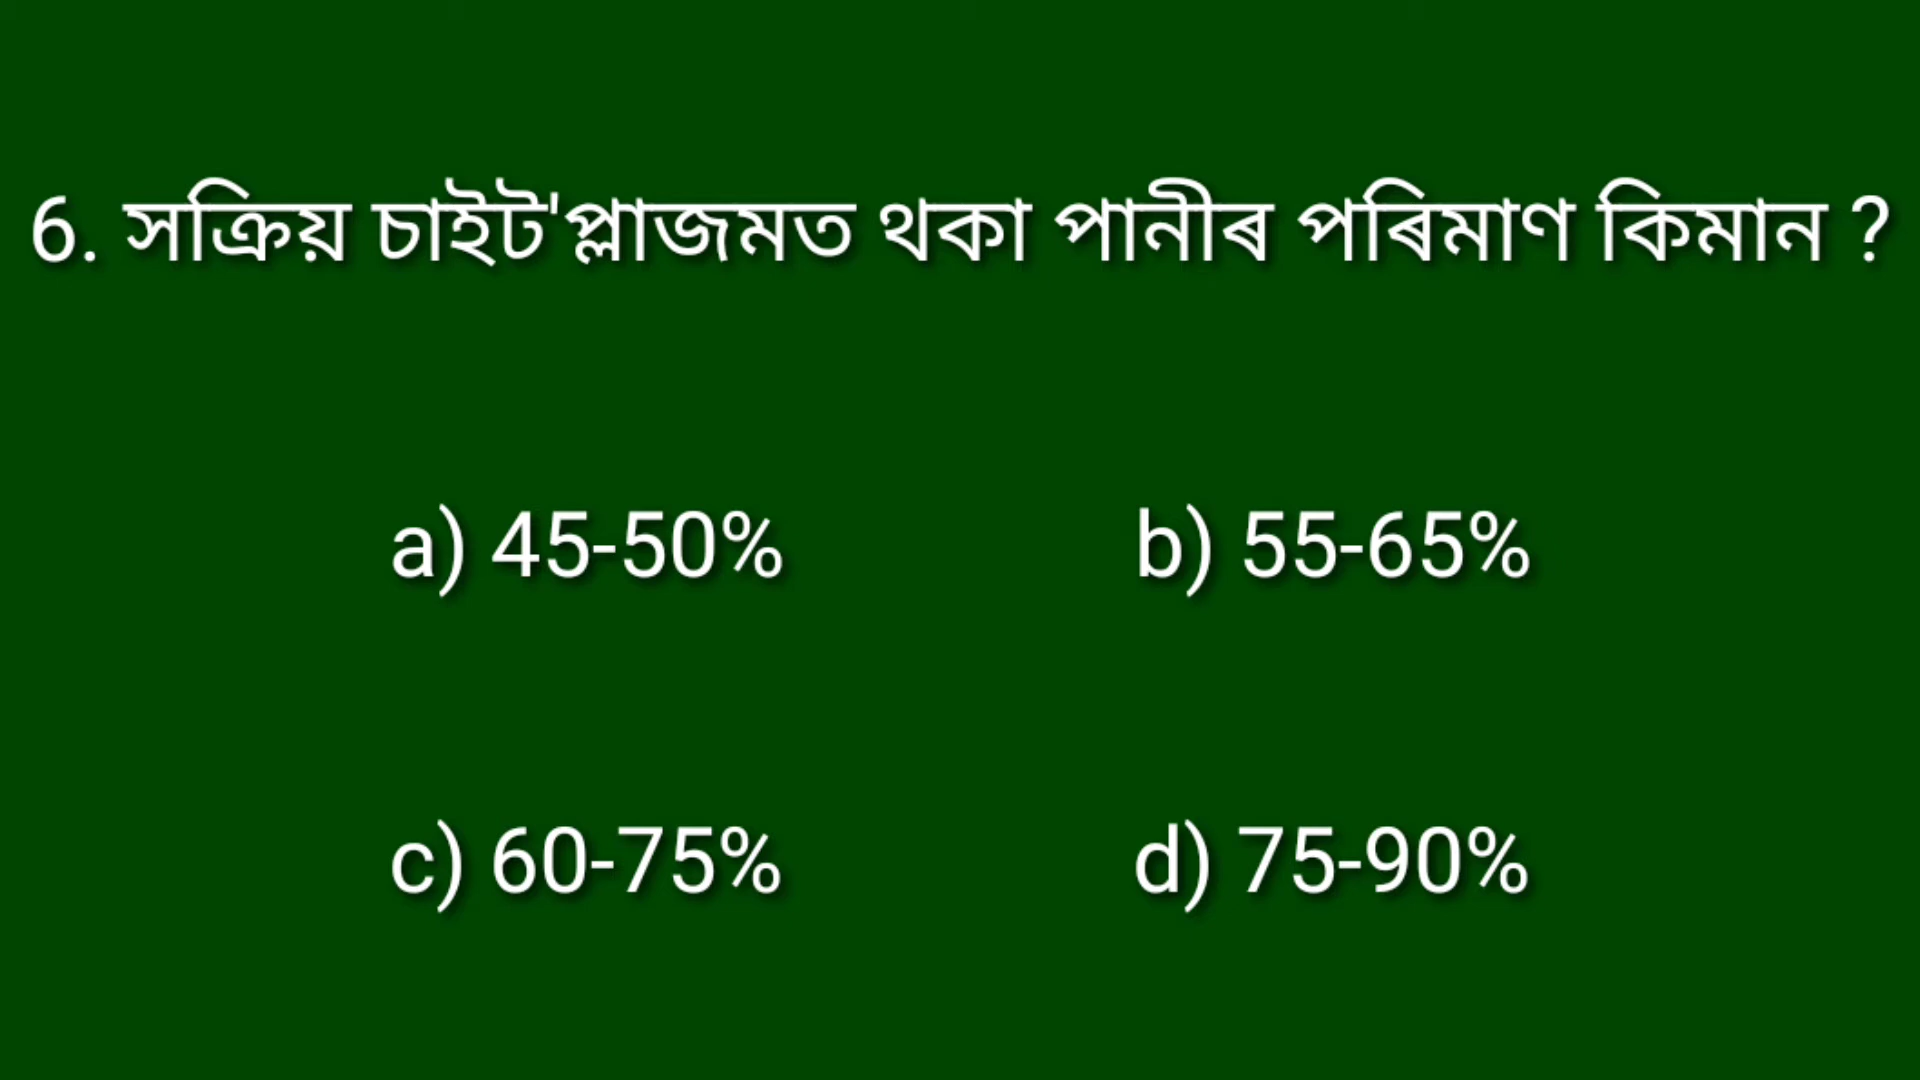 6. সক্ৰিয় চাইট'প্লাজমত থকা পানীৰ পৰিমাণ কিমান ?
a) 45-50% b) 55-65%
c) 60-75% d) 75-90%